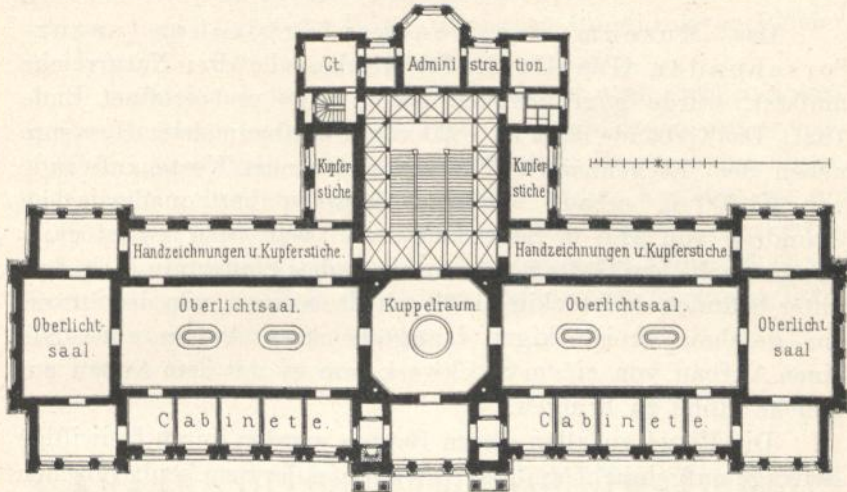 Ct.
Admini stration.
Kupfer
stiche
Kupfer
stiche
Handzeichnungen u. Kupferstiche.
Handzeichnungen u. Kupferstiche
Oberlicht-
saal.
Oberlichtsaal.
Kuppelraum.
Oberlichtsaal.
Oberlicht
saal
Cabinete.
Cabinete.